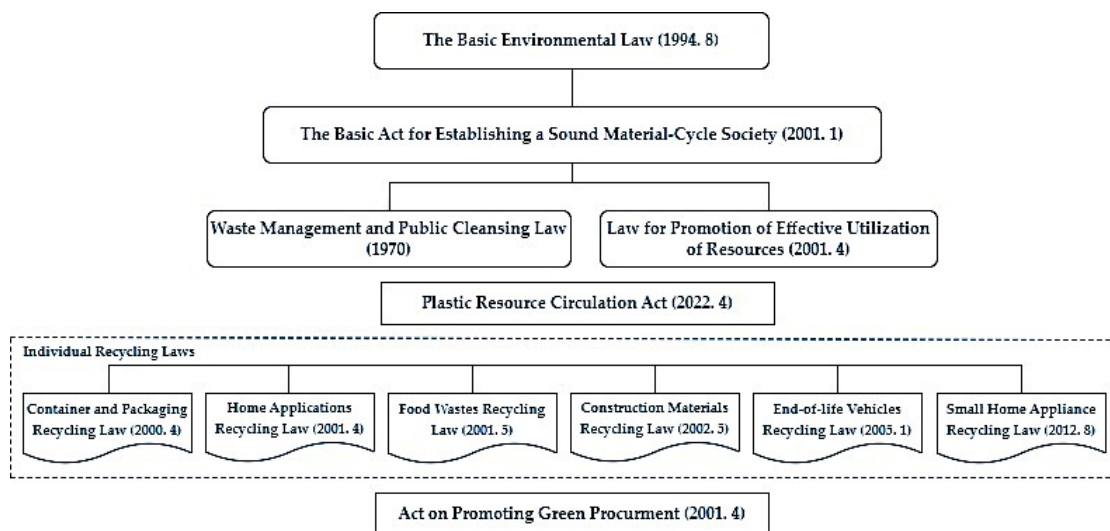 The Basic Environmental Law (1994. 8)
The Basic Act for Establishing a Sound Material-Cycle Society (2001. 1)
Waste Management and Public Cleansing Law
(1970)
Law for Promotion of Effective Utilization
of Resources (2001. 4)
Plastic Resource Circulation Act (2022. 4)
Individual Recycling Laws
Container and Packaging
Recycling Law (2000. 4)
Home Applications
Recycling Law (2001. 4)
Food Wastes Recycling
Law (2001. 5)
Construction Materials
Recycling Law (2002. 5)
End-of-life Vehicles
Recycling Law (2005. 1)
Small Home Appliance
Recycling Law (2012. 8)
Act on Promoting Green Procurment (2001. 4)